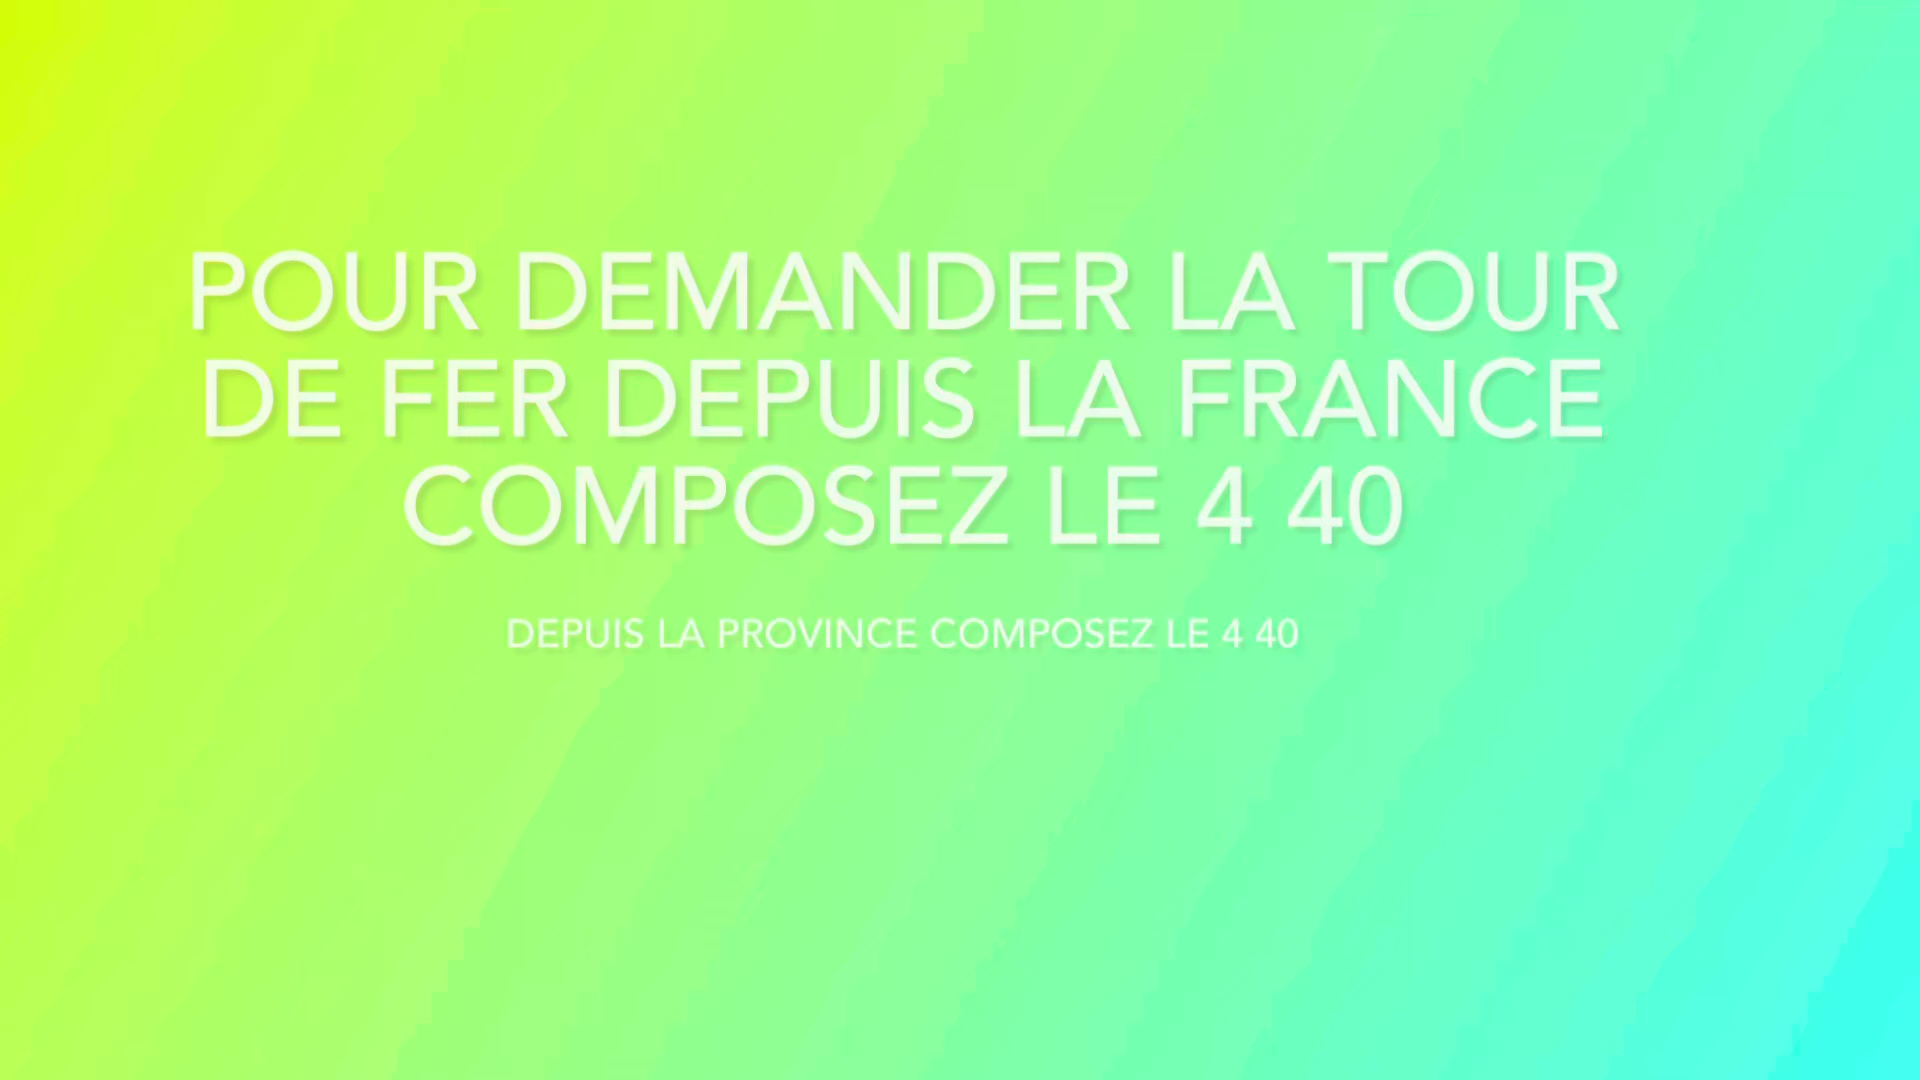 POUR DEMANDER LA TOUR
DE FER DEPUIS LA FRANCE
COMPOSEZ LE 4 40
DEPUIS LA PROVINCE COMPOSEZ LE 4 40